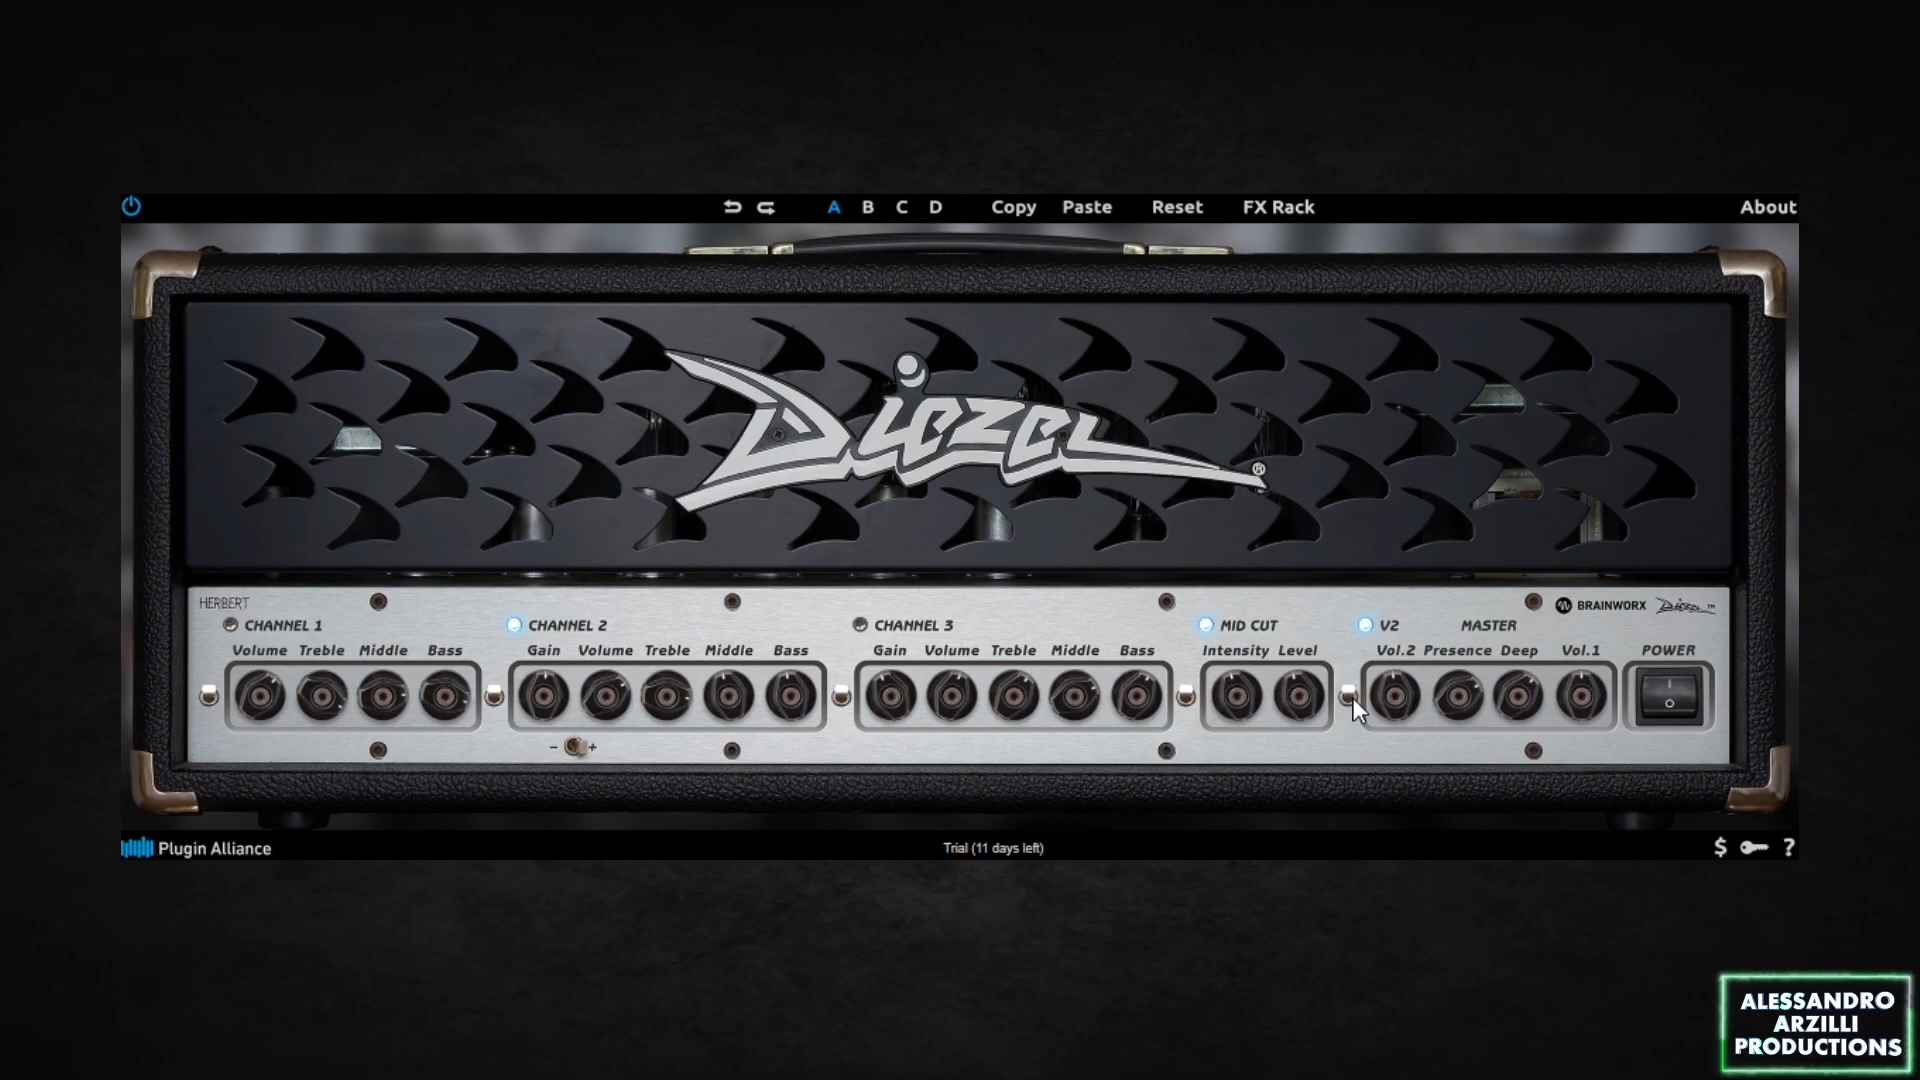 A B C D Copy Paste Reset FX Rack About
Diezel ®
HERBERT
BRAINWORX Diezel ™
CHANNEL 1 CHANNEL 2 CHANNEL 3 MID CUT V2 MASTER
Volume Treble Middle Bass Gain Volume Treble Middle Bass Gain Volume Treble Middle Bass Intensity Level Vol.2 Presence Deep Vol.1 POWER
- +
Plugin Alliance Trial (11 days left) $ ?
ALESSANDRO
ARZILLI
PRODUCTIONS